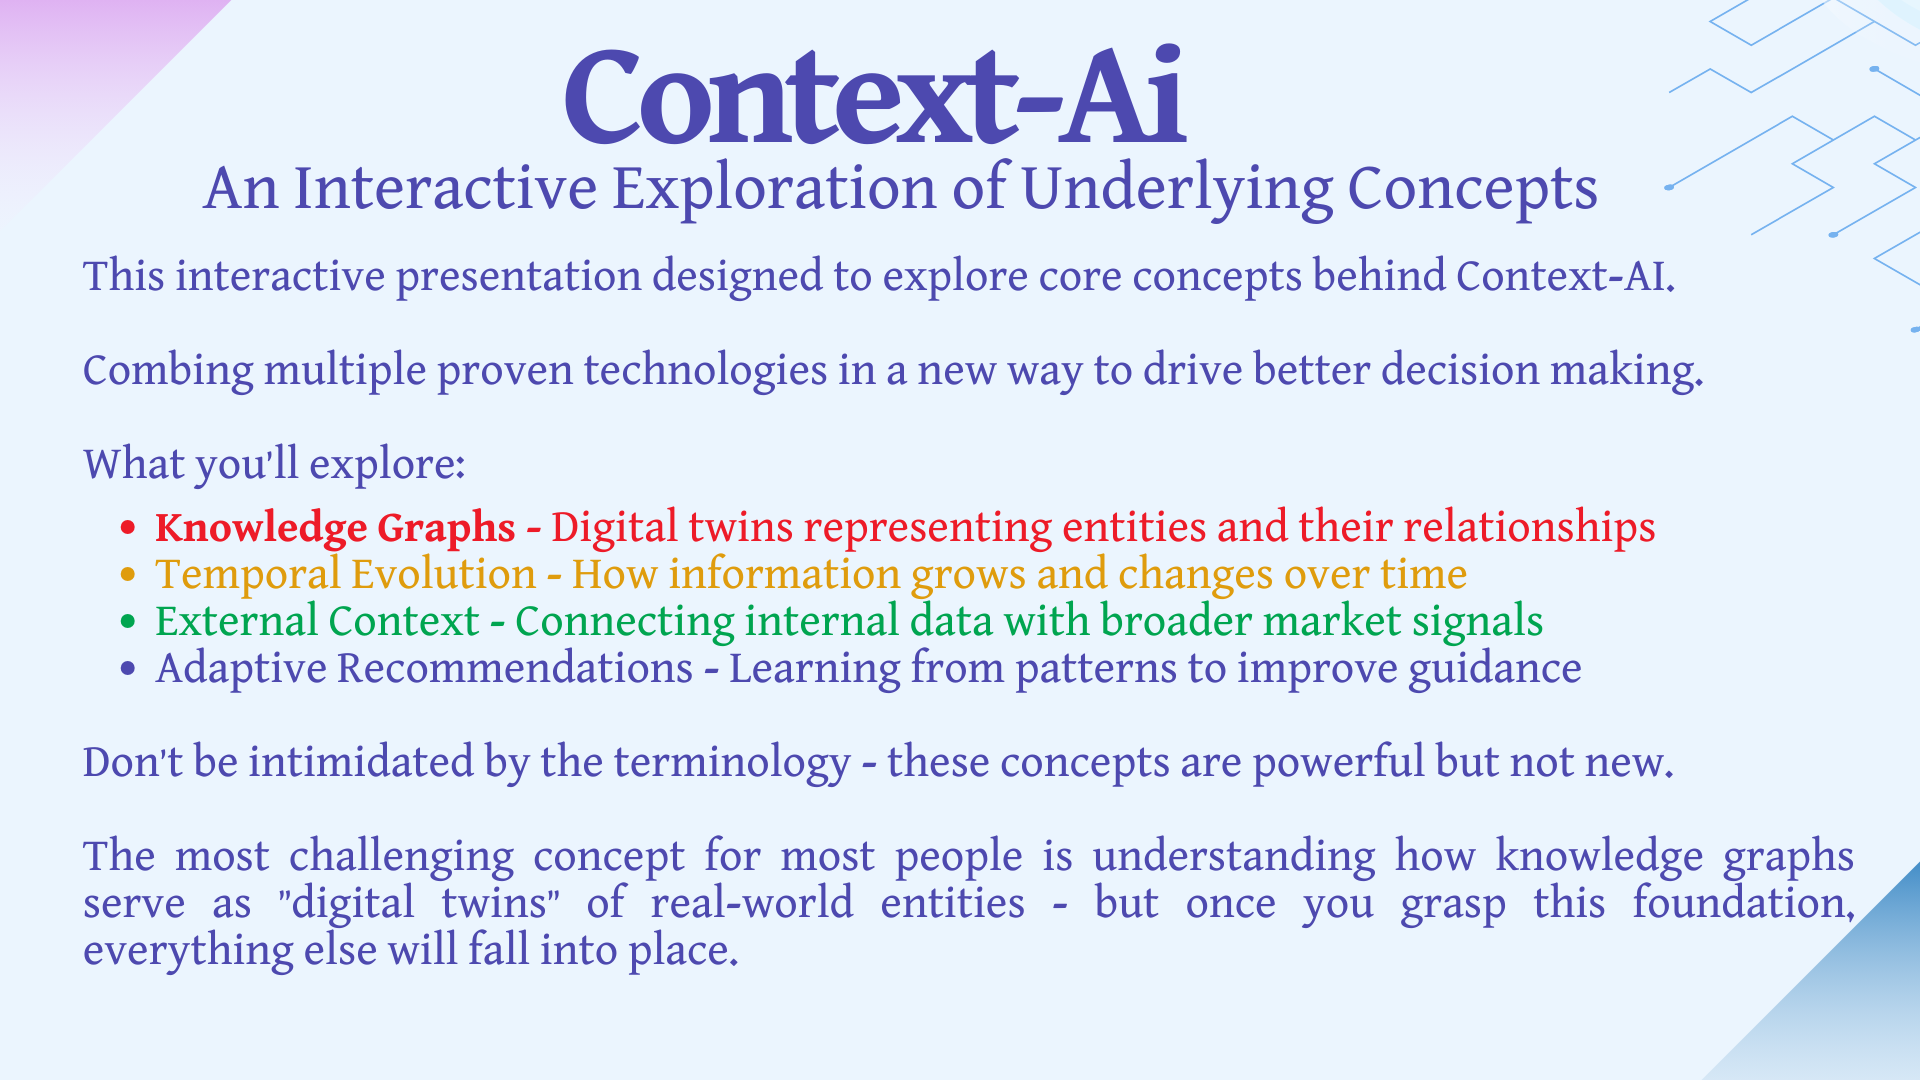 Context-Ai
An Interactive Exploration of Underlying Concepts
This interactive presentation designed to explore core concepts behind Context-AI.
Combing multiple proven technologies in a new way to drive better decision making.
What you'll explore:
• Knowledge Graphs - Digital twins representing entities and their relationships
• Temporal Evolution - How information grows and changes over time
• External Context - Connecting internal data with broader market signals
• Adaptive Recommendations - Learning from patterns to improve guidance
Don't be intimidated by the terminology - these concepts are powerful but not new.
The most challenging concept for most people is understanding how knowledge graphs
serve as "digital twins" of real-world entities - but once you grasp this foundation,
everything else will fall into place.